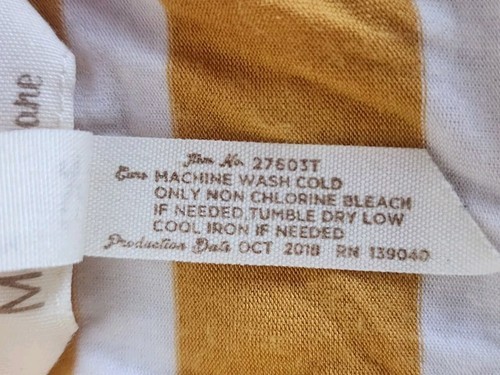 Item No. 27603T
Care MACHINE WASH COLD
ONLY NON CHLORINE BLEACH
IF NEEDED, TUMBLE DRY LOW
COOL IRON IF NEEDED
Production Date OCT 2018 RN 139040